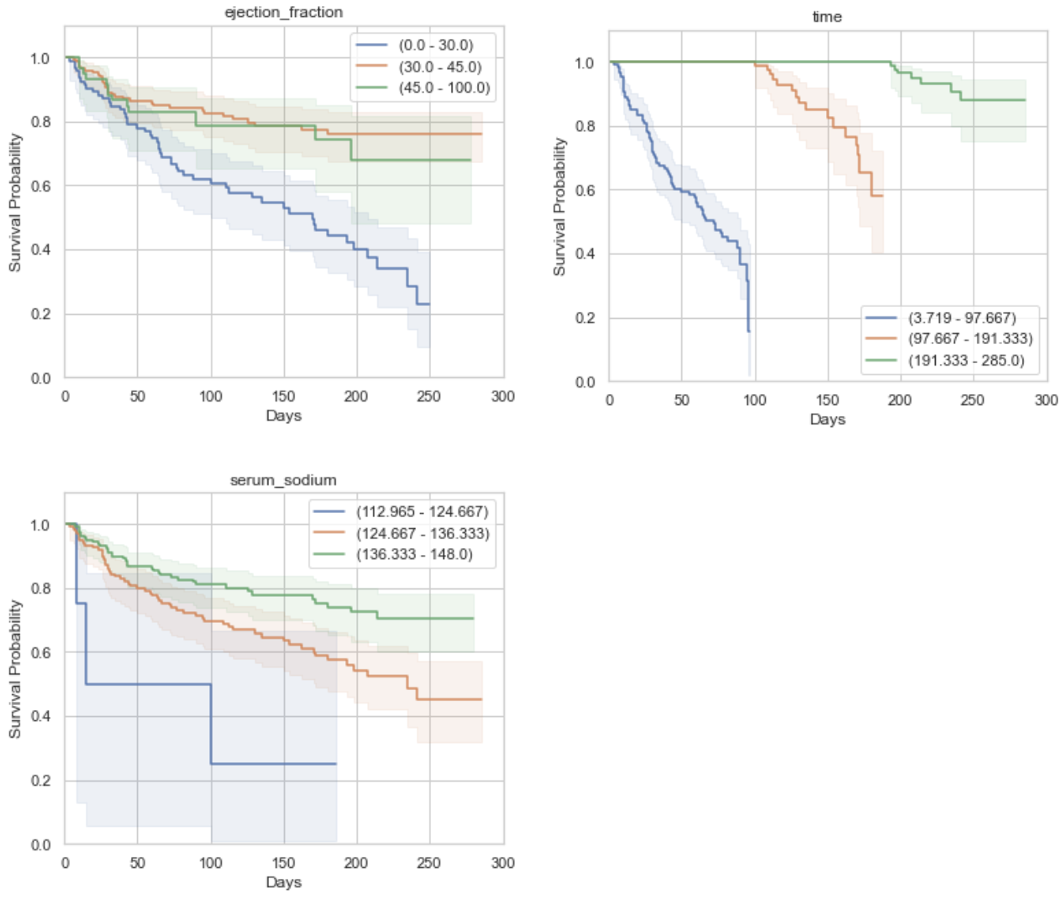 ejection_fraction
(0.0 - 30.0)
(30.0 - 45.0)
(45.0 - 100.0)
1.0
0.8
0.6
0.4
0.2
0.0
Survival Probability
0 50 100 150 200 250 300
Days
time
(3.719 - 97.667)
(97.667 - 191.333)
(191.333 - 285.0)
1.0
0.8
0.6
0.4
0.2
0.0
Survival Probability
0 50 100 150 200 250 300
Days
serum_sodium
(112.965 - 124.667)
(124.667 - 136.333)
(136.333 - 148.0)
1.0
0.8
0.6
0.4
0.2
0.0
Survival Probability
0 50 100 150 200 250 300
Days